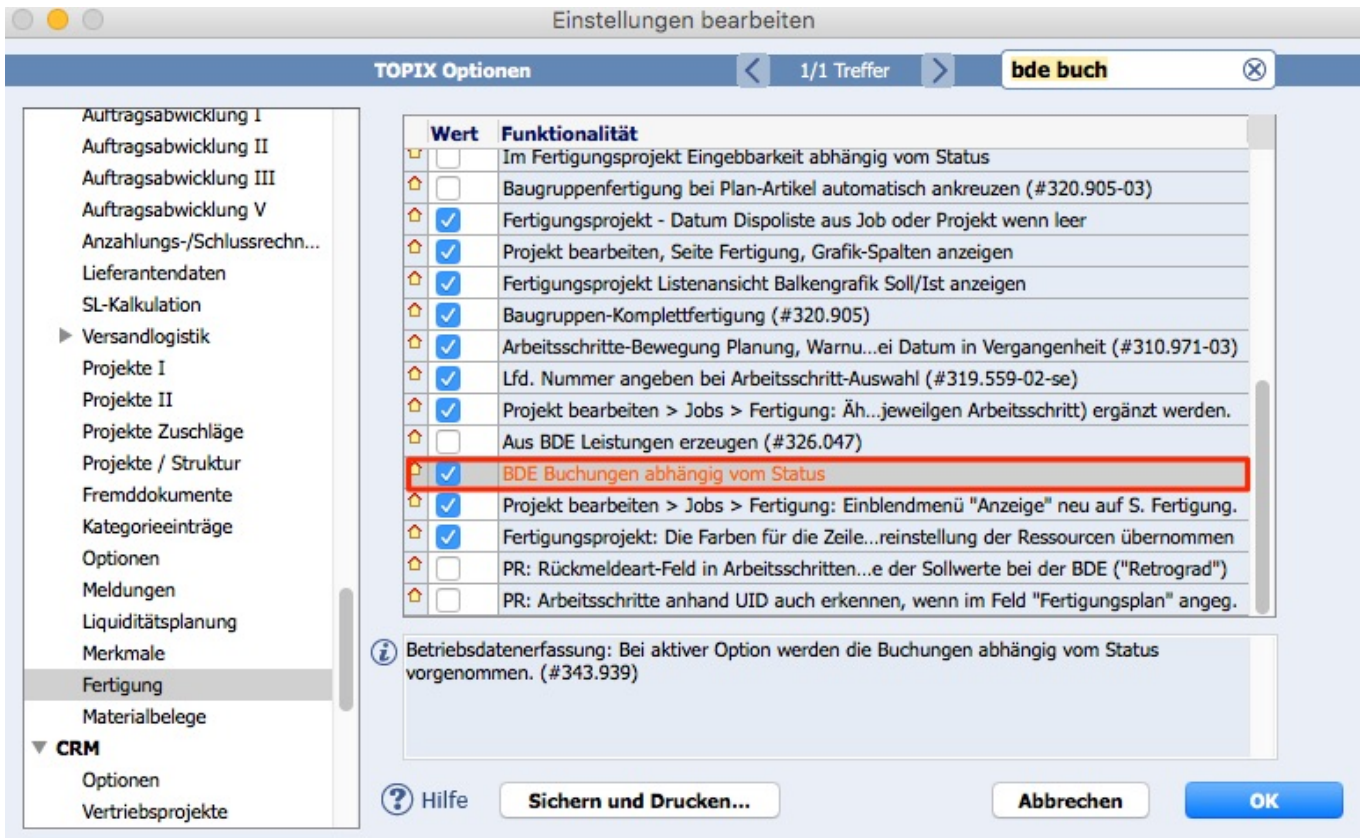 Einstellungen bearbeiten
TOPIX Optionen
1/1 Treffer
bde buch
Auftragsabwicklung I
Auftragsabwicklung II
Auftragsabwicklung III
Auftragsabwicklung V
Anzahlungs-/Schlussrechn...
Lieferantendaten
SL-Kalkulation
Versandlogistik
Projekte I
Projekte II
Projekte Zuschläge
Projekte / Struktur
Fremddokumente
Kategorieeinträge
Optionen
Meldungen
Liquiditätsplanung
Merkmale
Fertigung
Materialbelege
CRM
Optionen
Vertriebsprojekte
Wert Funktionalität
Im Fertigungsprojekt Eingebbarkeit abhängig vom Status
Baugruppenfertigung bei Plan-Artikel automatisch ankreuzen (#320.905-03)
Fertigungsprojekt - Datum Dispoliste aus Job oder Projekt wenn leer
Projekt bearbeiten, Seite Fertigung, Grafik-Spalten anzeigen
Fertigungsprojekt Listenansicht Balkengrafik Soll/Ist anzeigen
Baugruppen-Komplettfertigung (#320.905)
Arbeitsschritte-Bewegung Planung, Warnu...ei Datum in Vergangenheit (#310.971-03)
Lfd. Nummer angeben bei Arbeitsschritt-Auswahl (#319.559-02-se)
Projekt bearbeiten > Jobs > Fertigung: Äh...jeweilgen Arbeitsschritt) ergänzt werden.
Aus BDE Leistungen erzeugen (#326.047)
BDE Buchungen abhängig vom Status
Projekt bearbeiten > Jobs > Fertigung: Einblendmenü "Anzeige" neu auf S. Fertigung.
Fertigungsprojekt: Die Farben für die Zeile...reinstellung der Ressourcen übernommen
PR: Rückmeldeart-Feld in Arbeitsschritten...e der Sollwerte bei der BDE ("Retrograd")
PR: Arbeitsschritte anhand UID auch erkennen, wenn im Feld "Fertigungsplan" angeg.
Betriebsdatenerfassung: Bei aktiver Option werden die Buchungen abhängig vom Status
vorgenommen. (#343.939)
? Hilfe
Sichern und Drucken...
Abbrechen
OK